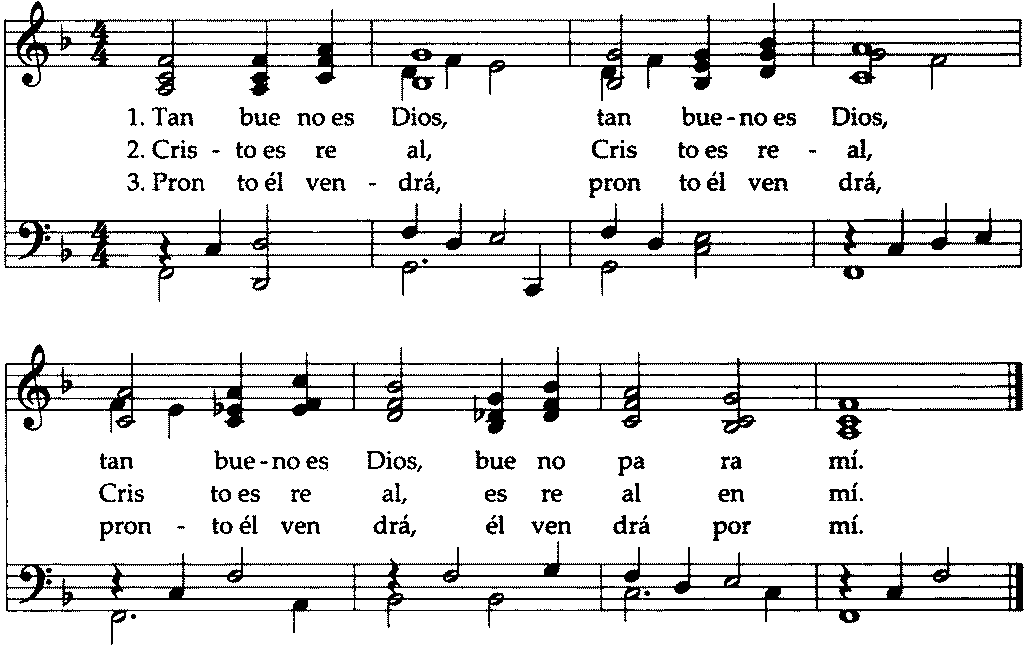 4/4
1. Tan bue no es Dios, tan bue-no es Dios,
2. Cris - to es re al, Cris to es re - al,
3. Pron to él ven - drá, pron to él ven drá,
4/4
tan bue-no es Dios, bue no pa ra mí.
Cris to es re al, es re al en mí.
pron - to él ven drá, él ven drá por mí.